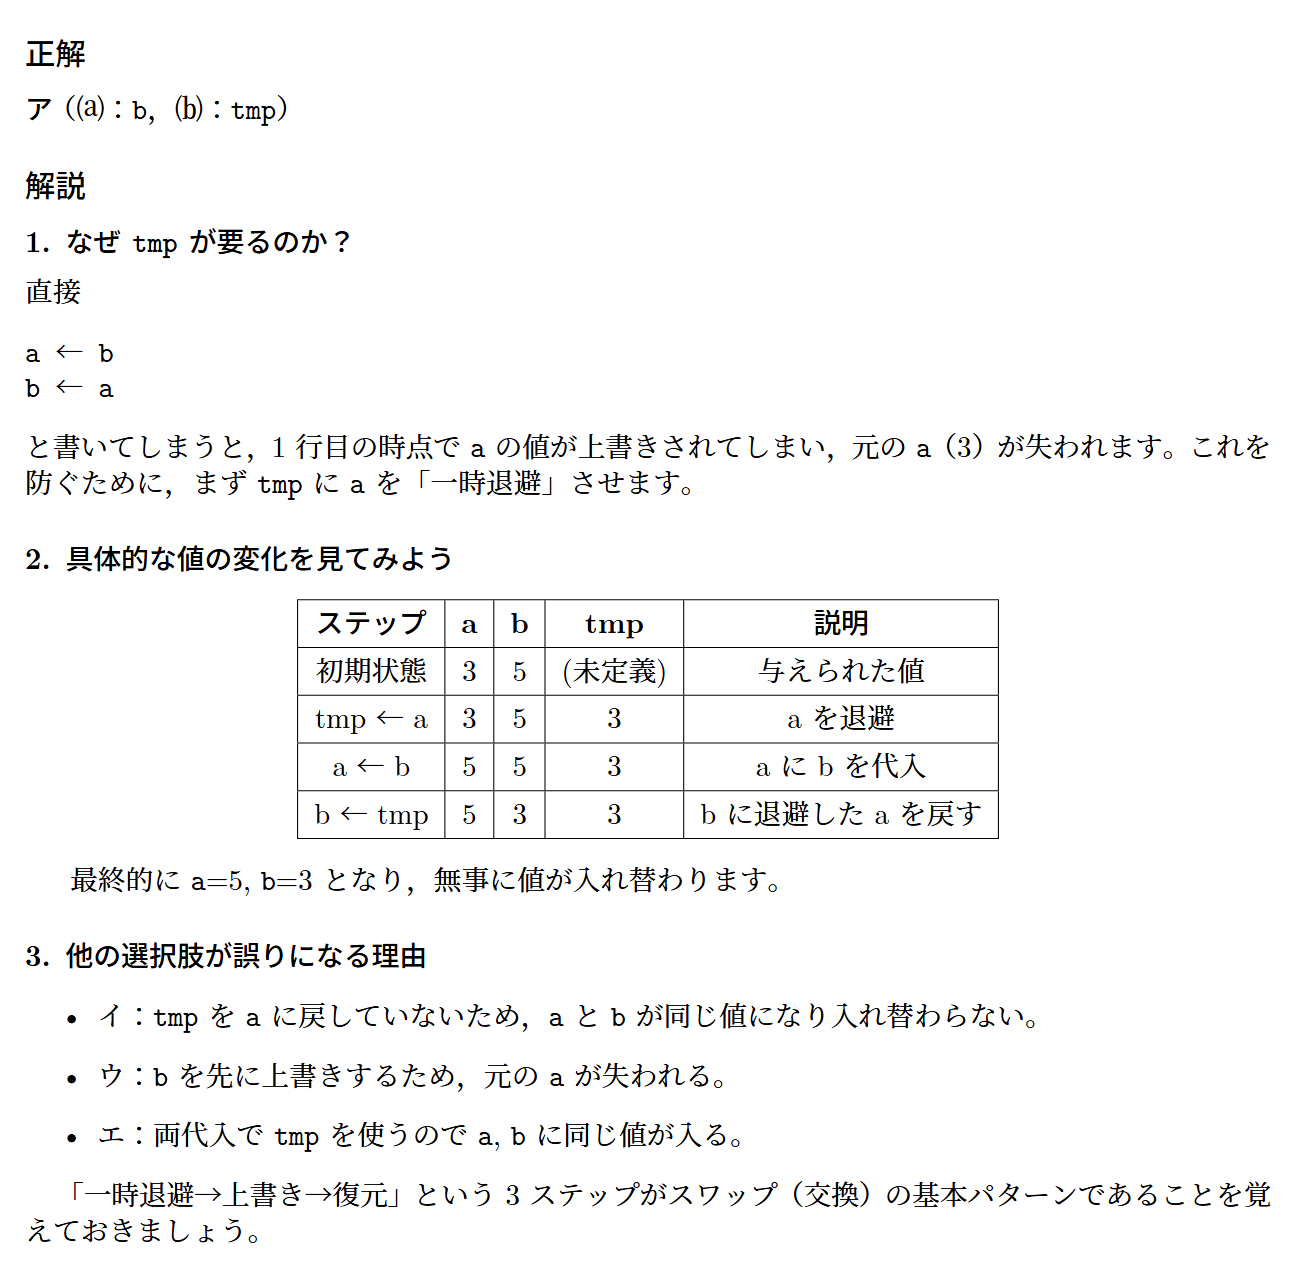 正解
ア（(a)：b，(b)：tmp）
解説
1. なぜ tmp が要るのか？
直接
a ← b
b ← a
と書いてしまうと，1 行目の時点で a の値が上書きされてしまい，元の a（3）が失われます。これを
防ぐために，まず tmp に a を「一時退避」させます。
2. 具体的な値の変化を見てみよう
ステップ a b tmp 説明
初期状態 3 5 (未定義) 与えられた値
tmp ← a 3 5 3 a を退避
a ← b 5 5 3 a に b を代入
b ← tmp 5 3 3 b に退避した a を戻す
最終的に a=5, b=3 となり，無事に値が入れ替わります。
3. 他の選択肢が誤りになる理由
• イ：tmp を a に戻していないため，a と b が同じ値になり入れ替わらない。
• ウ：b を先に上書きするため，元の a が失われる。
• エ：両代入で tmp を使うので a, b に同じ値が入る。
「一時退避→上書き→復元」という 3 ステップがスワップ（交換）の基本パターンであることを覚
えておきましょう。